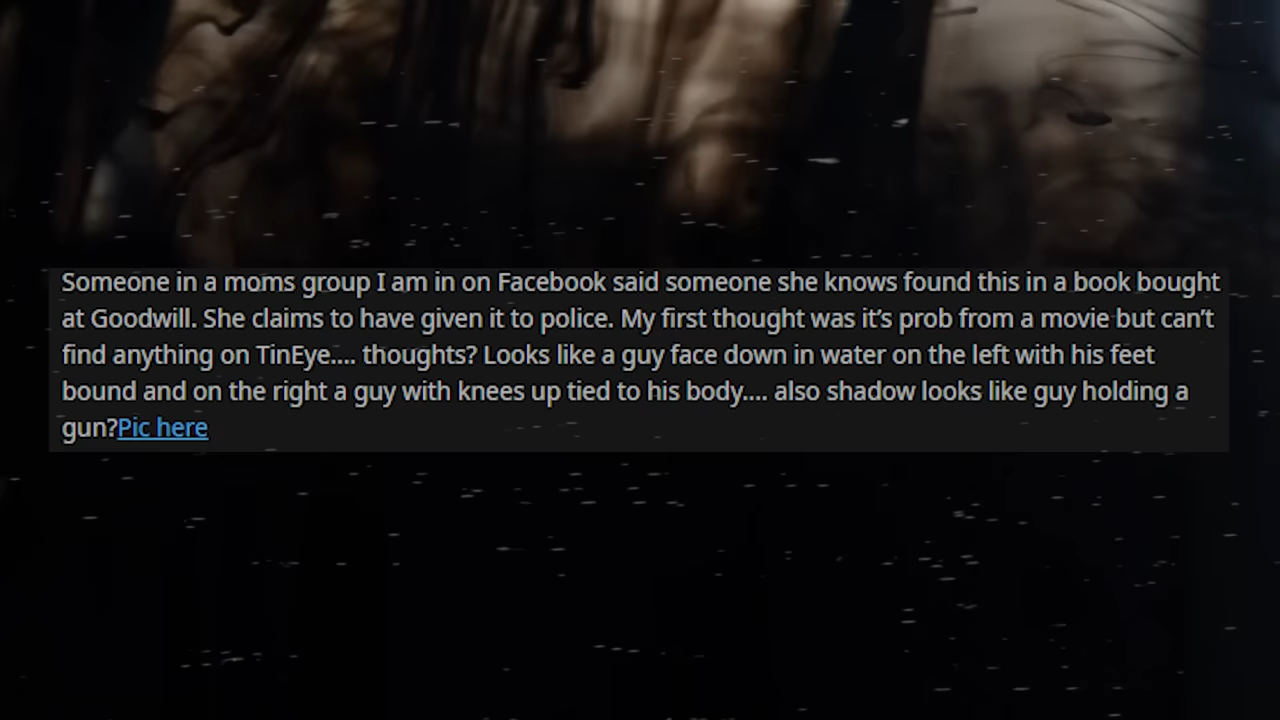 Someone in a moms group I am in on Facebook said someone she knows found this in a book bought
at Goodwill. She claims to have given it to police. My first thought was it’s prob from a movie but can’t
find anything on TinEye.... thoughts? Looks like a guy face down in water on the left with his feet
bound and on the right a guy with knees up tied to his body.... also shadow looks like guy holding a
gun?Pic here